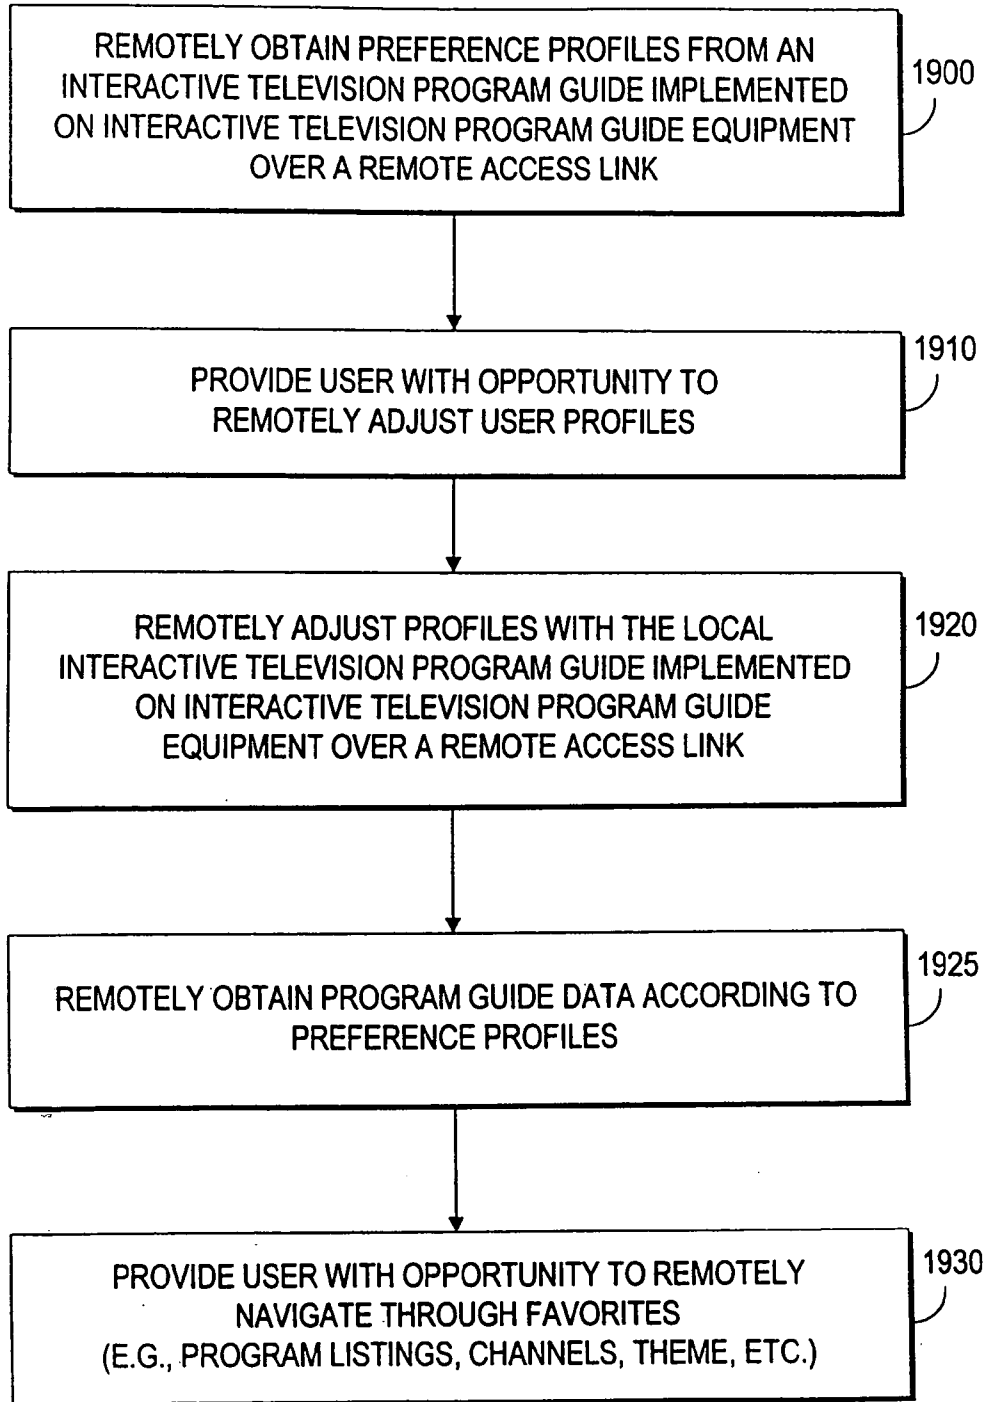 REMOTELY OBTAIN PREFERENCE PROFILES FROM AN
INTERACTIVE TELEVISION PROGRAM GUIDE IMPLEMENTED
ON INTERACTIVE TELEVISION PROGRAM GUIDE EQUIPMENT
OVER A REMOTE ACCESS LINK
1900
PROVIDE USER WITH OPPORTUNITY TO
REMOTELY ADJUST USER PROFILES
1910
REMOTELY ADJUST PROFILES WITH THE LOCAL
INTERACTIVE TELEVISION PROGRAM GUIDE IMPLEMENTED
ON INTERACTIVE TELEVISION PROGRAM GUIDE
EQUIPMENT OVER A REMOTE ACCESS LINK
1920
REMOTELY OBTAIN PROGRAM GUIDE DATA ACCORDING TO
PREFERENCE PROFILES
1925
PROVIDE USER WITH OPPORTUNITY TO REMOTELY
NAVIGATE THROUGH FAVORITES
(E.G., PROGRAM LISTINGS, CHANNELS, THEME, ETC.)
1930